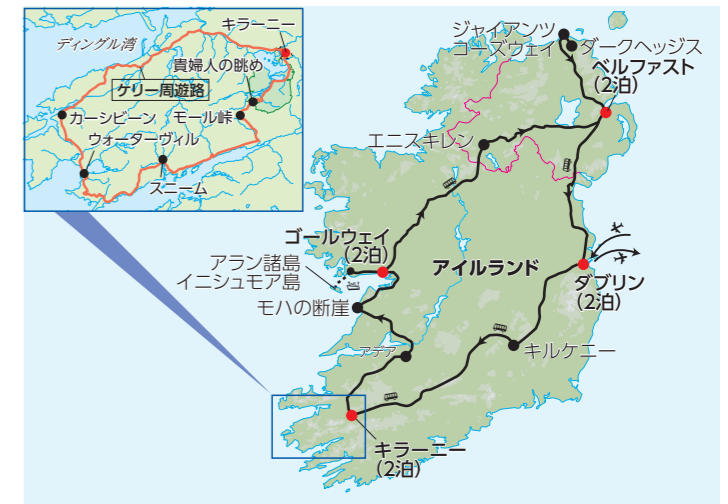 キラーニー
ディングル湾
貴婦人の眺め
ケリー周遊路
カーシビーン
モール峠
ウォーターヴィル
スニーム
ジャイアンツ
コーズウェイ
ダークヘッジス
ベルファスト
(2泊)
エニスキレン
ゴールウェイ
(2泊)
アラン諸島
イニシュモア島
アイルランド
ダブリン
(2泊)
モハの断崖
アデア
キルケニー
キラーニー
(2泊)